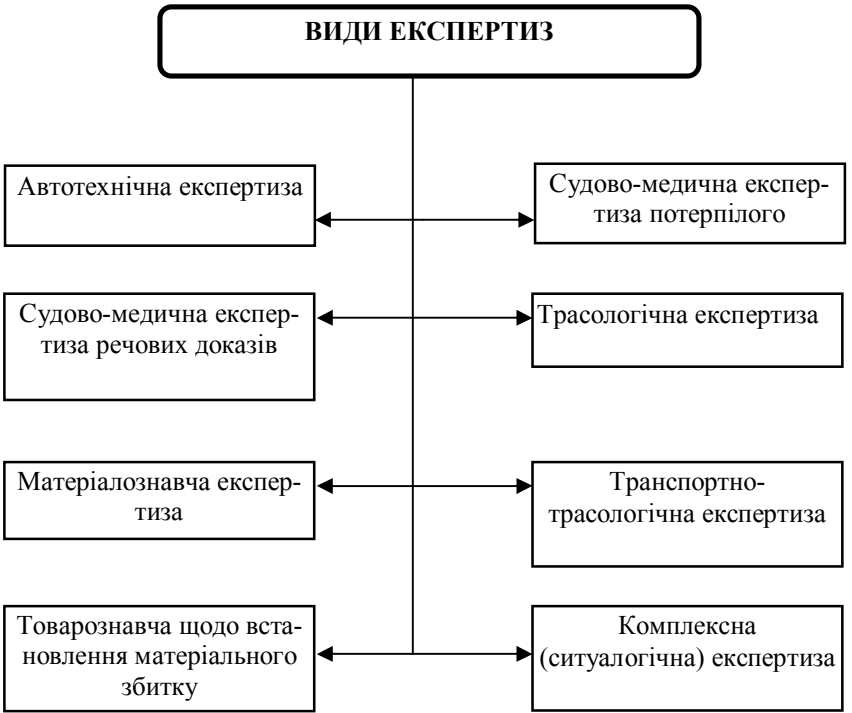 ВИДИ ЕКСПЕРТИЗ
Автотехнічна експертиза
Судово-медична експер-
тиза потерпілого
Судово-медична експер-
тиза речових доказів
Трасологічна експертиза
Матеріалознавча експер-
тиза
Транспортно-
трасологічна експертиза
Товарознавча щодо вста-
новлення матеріального
збитку
Комплексна
(ситуалогічна) експертиза